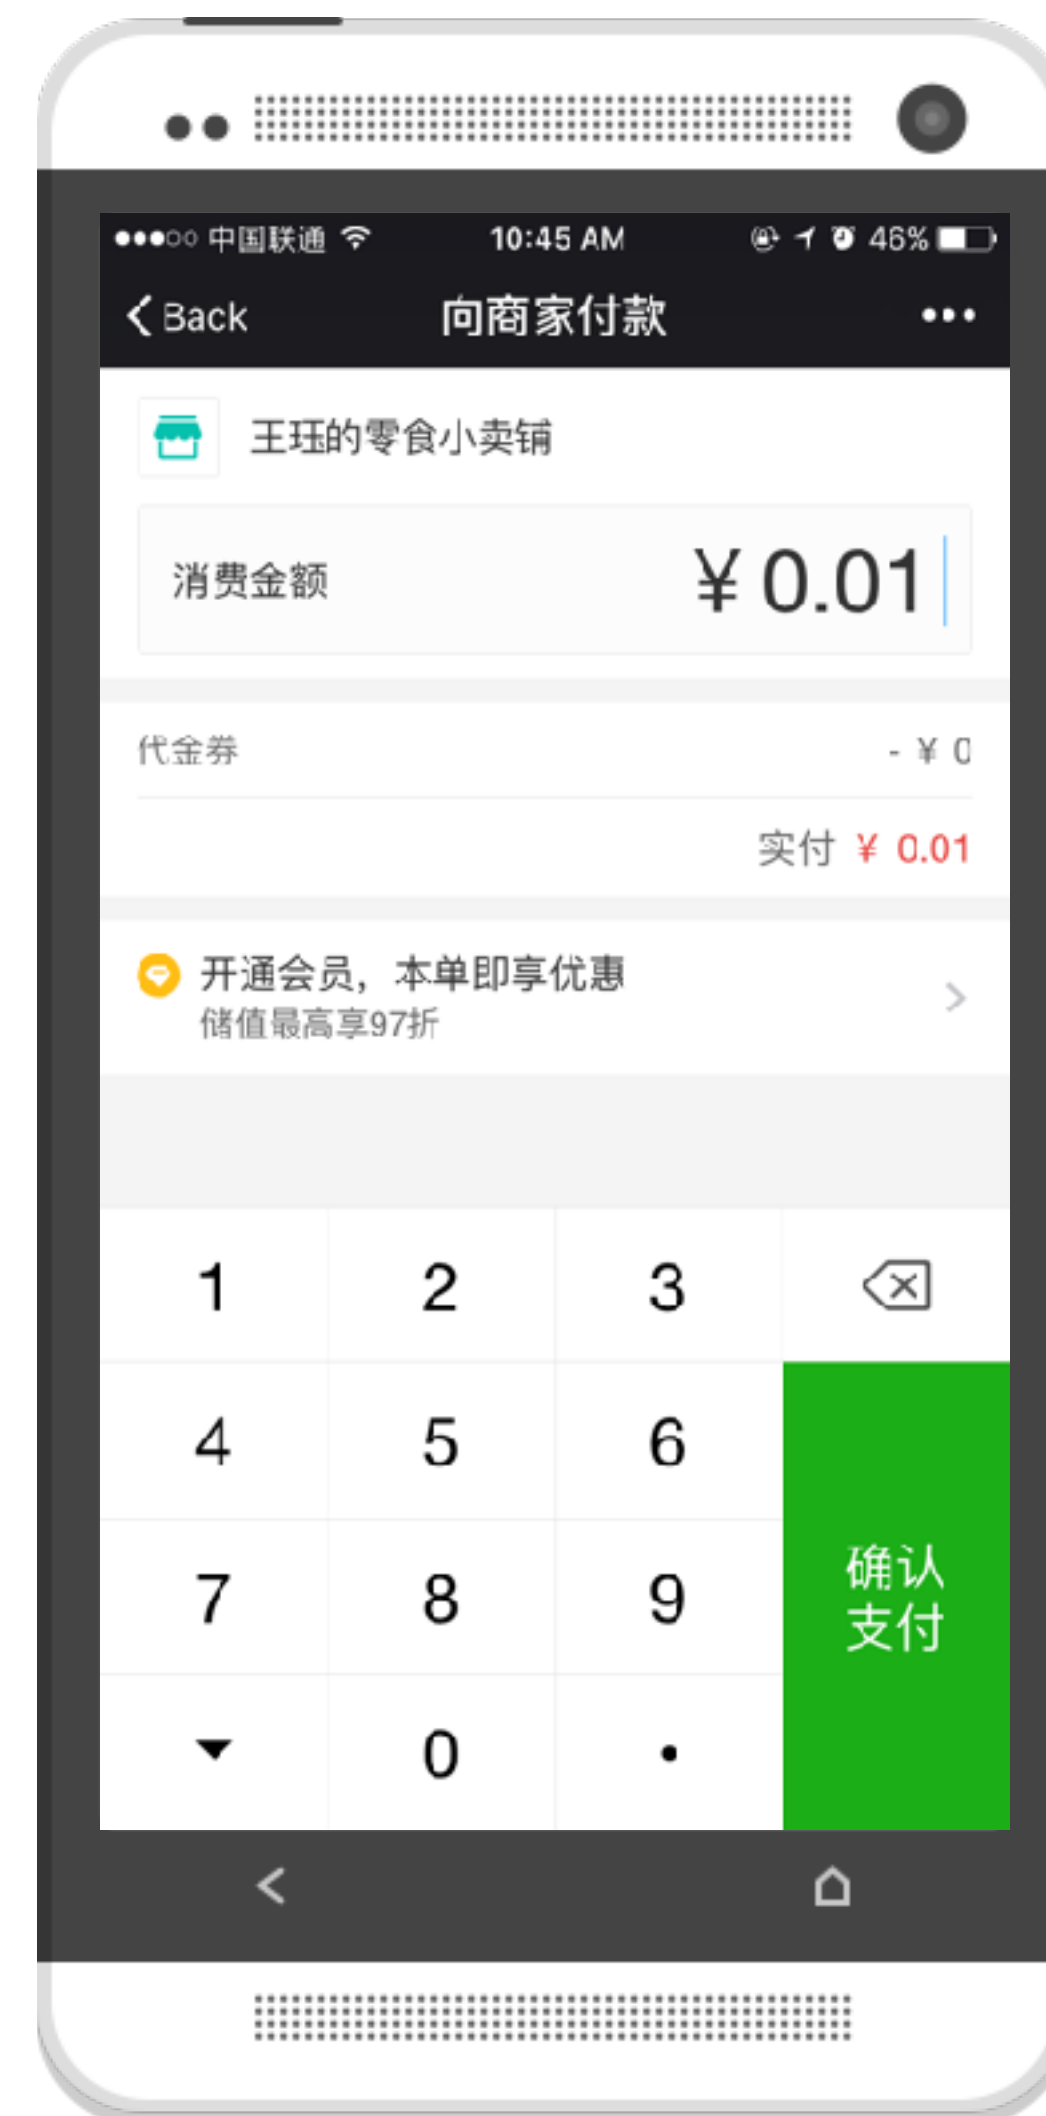 中国联通 10:45 AM 46%
Back 向商家付款
王珏的零食小卖铺
消费金额 ¥ 0.01
代金券 - ¥ 0
实付 ¥ 0.01
开通会员，本单即享优惠
储值最高享97折
1 2 3
4 5 6
7 8 9
确认
支付
0 .